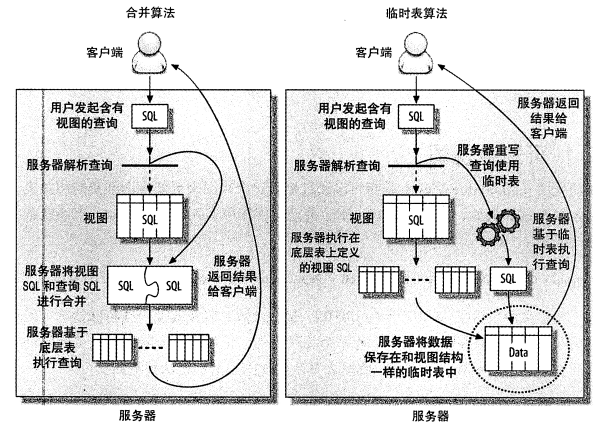 合并算法
客户端
用户发起含有
视图的查询
SQL
服务器解析查询
视图
SQL
服务器将视图
SQL 和查询 SQL
进行合并
SQL
SQL
服务器
返回结果
给客户端
服务器基于
底层表
执行查询
服务器
临时表算法
客户端
用户发起含有
视图的查询
SQL
服务器返回
结果给
客户端
服务器解析查询
服务器重写
查询使用
临时表
视图
SQL
服务器执行在
底层表上定义
的视图 SQL
服务器
基于临
时表执
行查询
SQL
服务器将数据
保存在和视图结构
一样的临时表中
Data
服务器